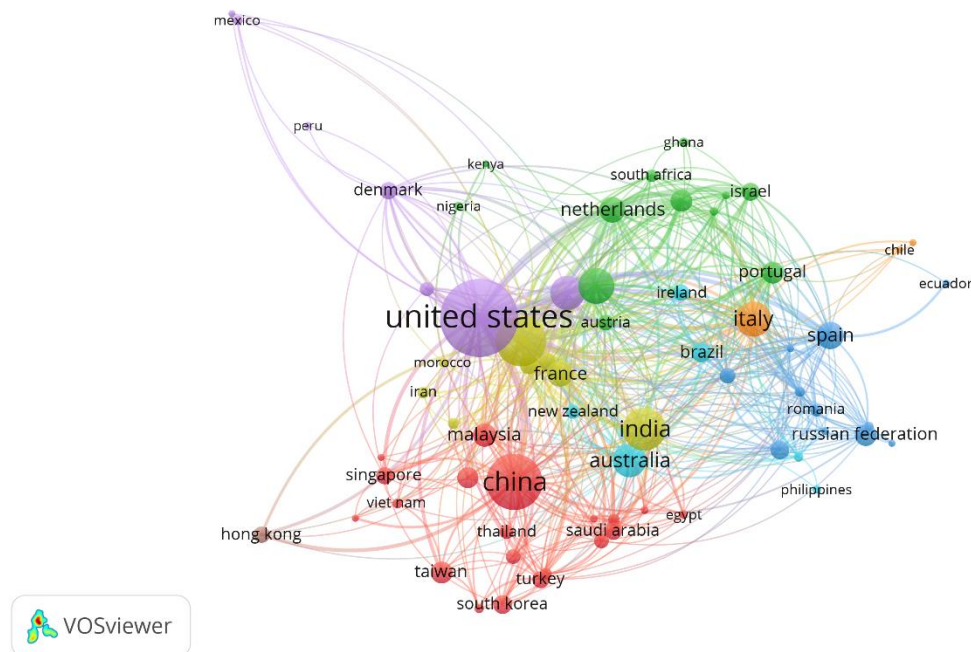 mexico
peru
ghana
kenya
south africa
denmark
israel
nigeria
netherlands
chile
portugal
ecuador
ireland
united states
austria
italy
spain
brazil
morocco
france
iran
new zealand
romania
malaysia
india
russian federation
australia
singapore
china
philippines
viet nam
egypt
hong kong
thailand
saudi arabia
taiwan
turkey
south korea
VOSviewer